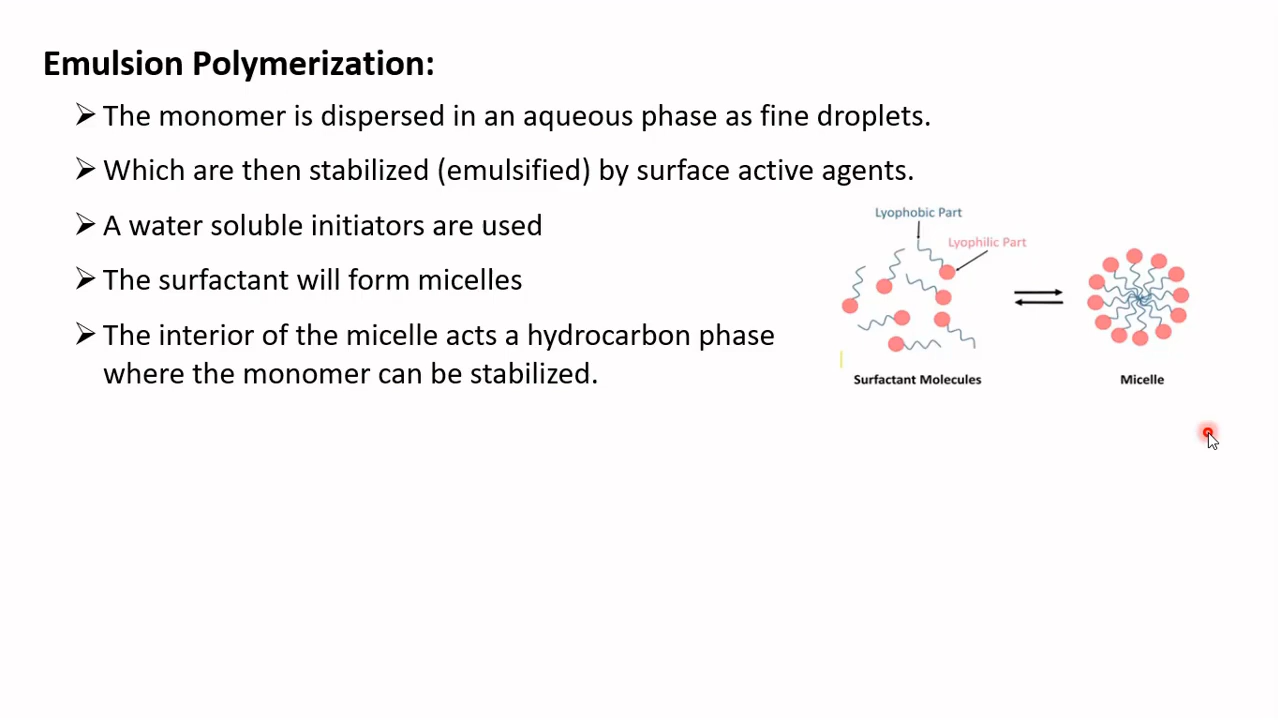 Emulsion Polymerization:
➢ The monomer is dispersed in an aqueous phase as fine droplets.
➢ Which are then stabilized (emulsified) by surface active agents.
➢ A water soluble initiators are used
➢ The surfactant will form micelles
➢ The interior of the micelle acts a hydrocarbon phase
where the monomer can be stabilized.
Lyophobic Part
Lyophilic Part
Surfactant Molecules
Micelle